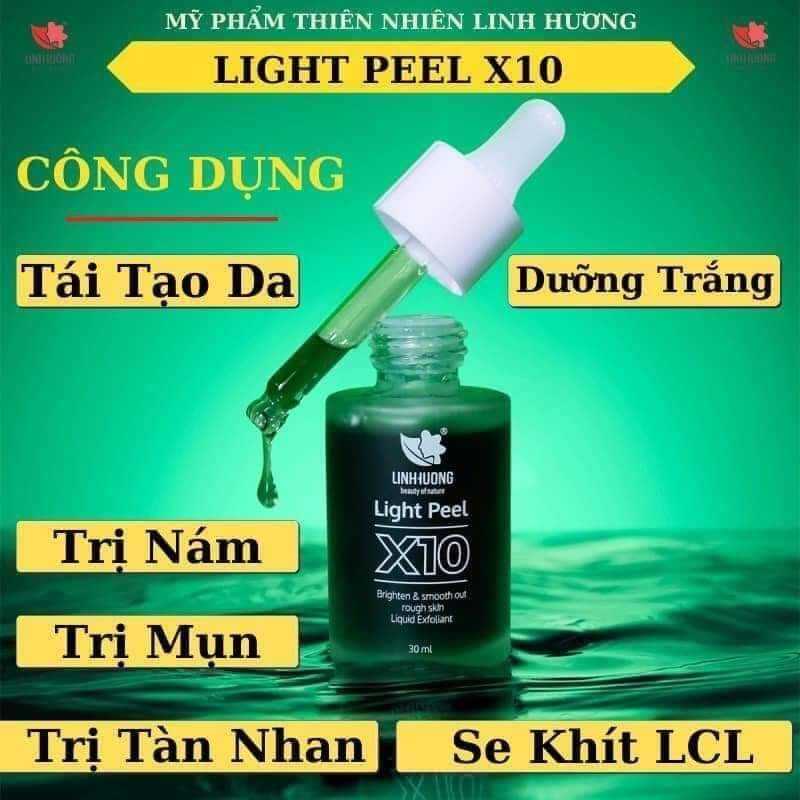 MỸ PHẨM THIÊN NHIÊN LINH HƯƠNG
LINHHUONG
LINHHUONG
LIGHT PEEL X10
CÔNG DỤNG
Tái Tạo Da
Dưỡng Trắng
LINHHUONG
beauty of nature
Light Peel
X10
Brighten & smooth out
rough skin
Liquid Exfoliant
30 ml
Trị Nám
Trị Mụn
Trị Tàn Nhan
Se Khít LCL